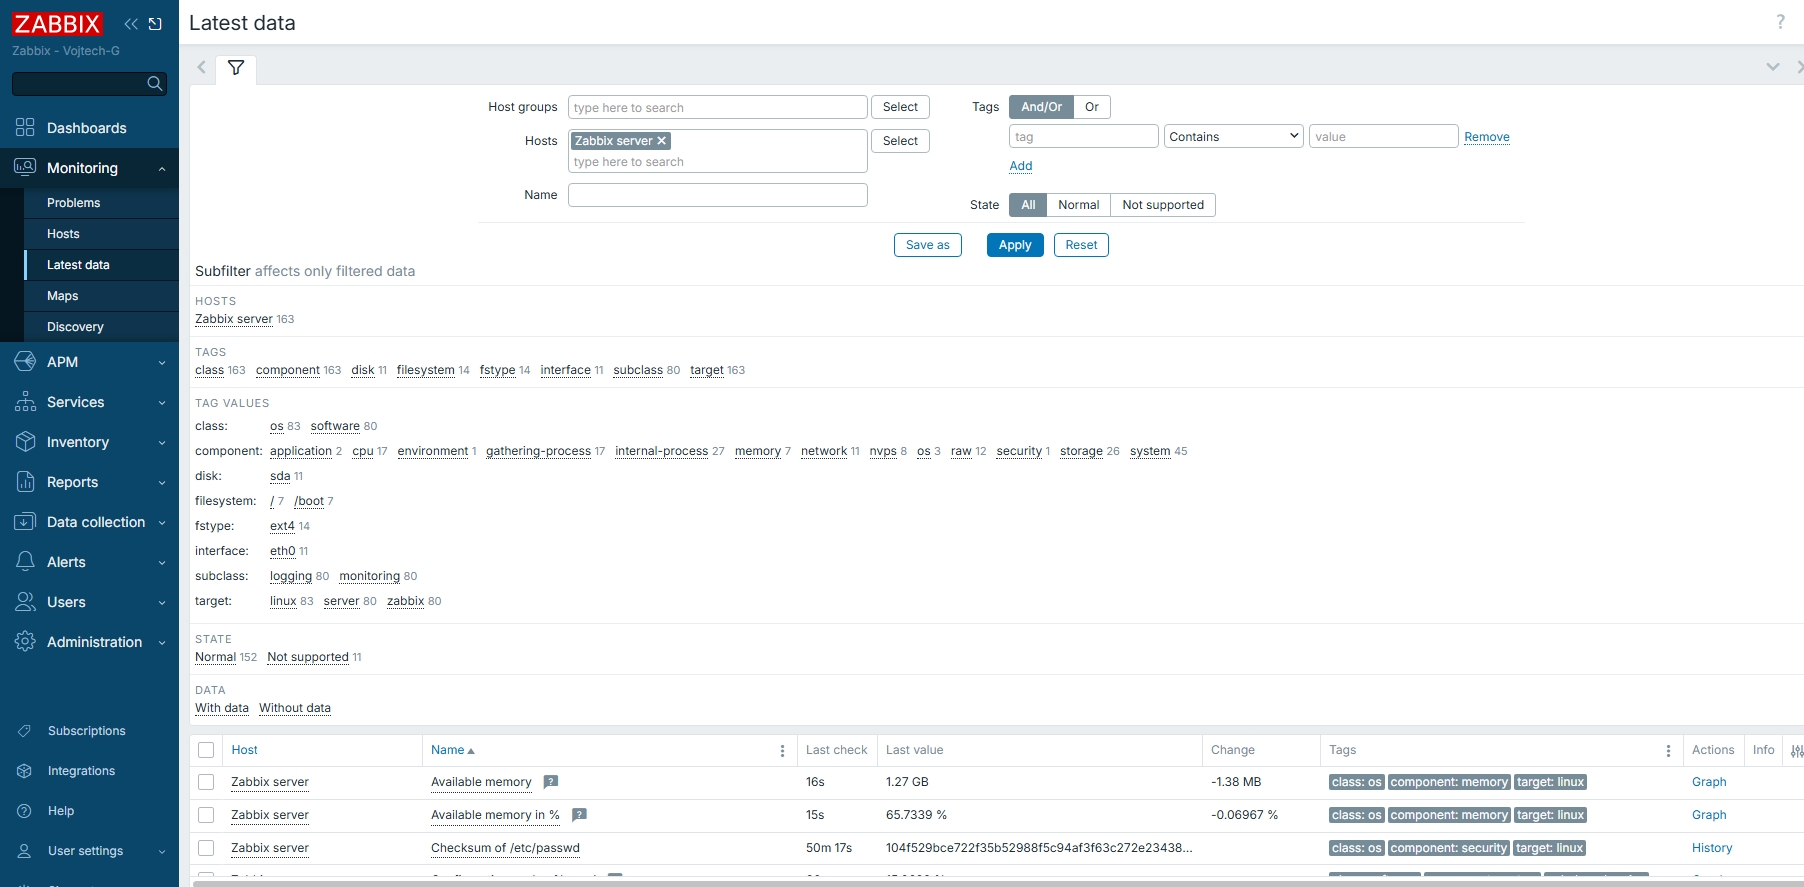 ZABBIX
Zabbix - Vojtech-G
Dashboards
Monitoring
Problems
Hosts
Latest data
Maps
Discovery
APM
Services
Inventory
Reports
Data collection
Alerts
Users
Administration
Subscriptions
Integrations
Help
User settings
Latest data
?
Host groups type here to search Select
Hosts Zabbix server type here to search Select
Name
Tags And/Or Or
tag Contains value Remove
Add
State All Normal Not supported
Save as Apply Reset
Subfilter affects only filtered data
HOSTS
Zabbix server 163
TAGS
class 163 component 163 disk 11 filesystem 14 fstype 14 interface 11 subclass 80 target 163
TAG VALUES
class: os 83 software 80
component: application 2 cpu 17 environment 1 gathering-process 17 internal-process 27 memory 7 network 11 nvps 8 os 3 raw 12 security 1 storage 26 system 45
disk: sda 11
filesystem: / 7 /boot 7
fstype: ext4 14
interface: eth0 11
subclass: logging 80 monitoring 80
target: linux 83 server 80 zabbix 80
STATE
Normal 152 Not supported 11
DATA
With data Without data
Host Name Last check Last value Change Tags Actions Info
Zabbix server Available memory ? 16s 1.27 GB -1.38 MB class: os component: memory target: linux Graph
Zabbix server Available memory in % ? 15s 65.7339 % -0.06967 % class: os component: memory target: linux Graph
Zabbix server Checksum of /etc/passwd 50m 17s 104f529bce722f35b52988f5c94af3f63c272e23438... class: os component: security target: linux History